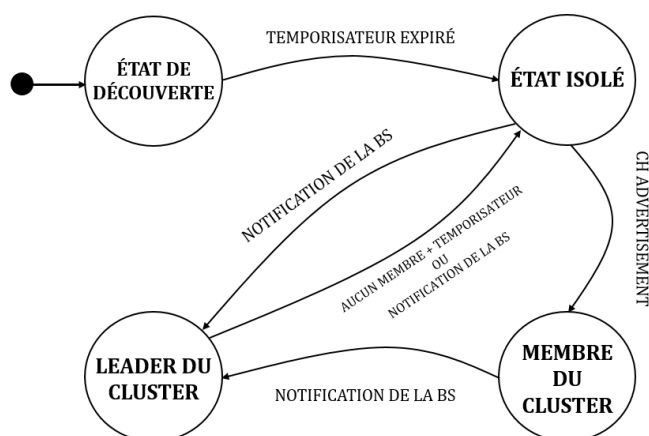 TEMPORISATEUR EXPIRÉ
ÉTAT DE
DÉCOUVERTE
ÉTAT ISOLÉ
NOTIFICATION DE LA BS
AUCUN MEMBRE + TEMPORISATEUR
OU
NOTIFICATION DE LA BS
CH ADVERTISEMENT
LEADER DU
CLUSTER
MEMBRE
DU
CLUSTER
NOTIFICATION DE LA BS